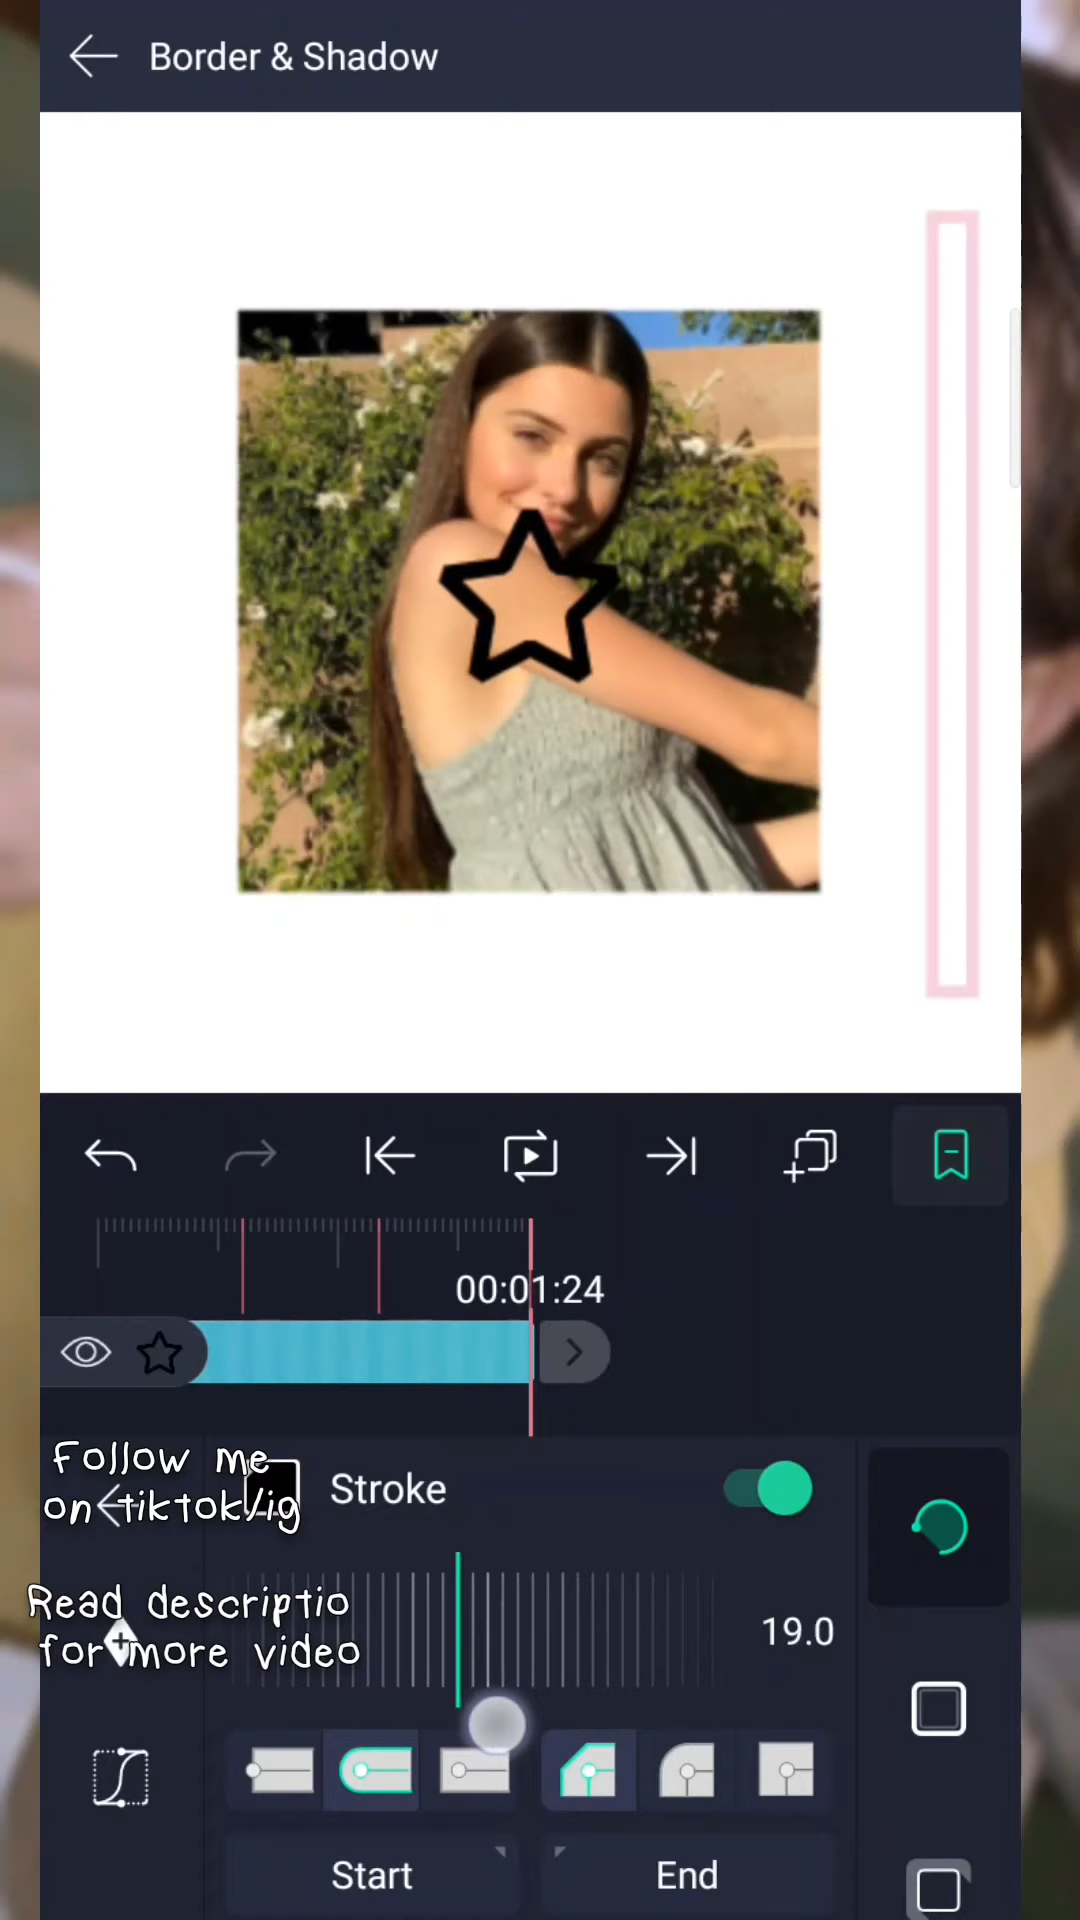 Border & Shadow
00:01:24
Follow me
on tiktok/ig
Stroke
Read descriptio
for more video
19.0
Start
End